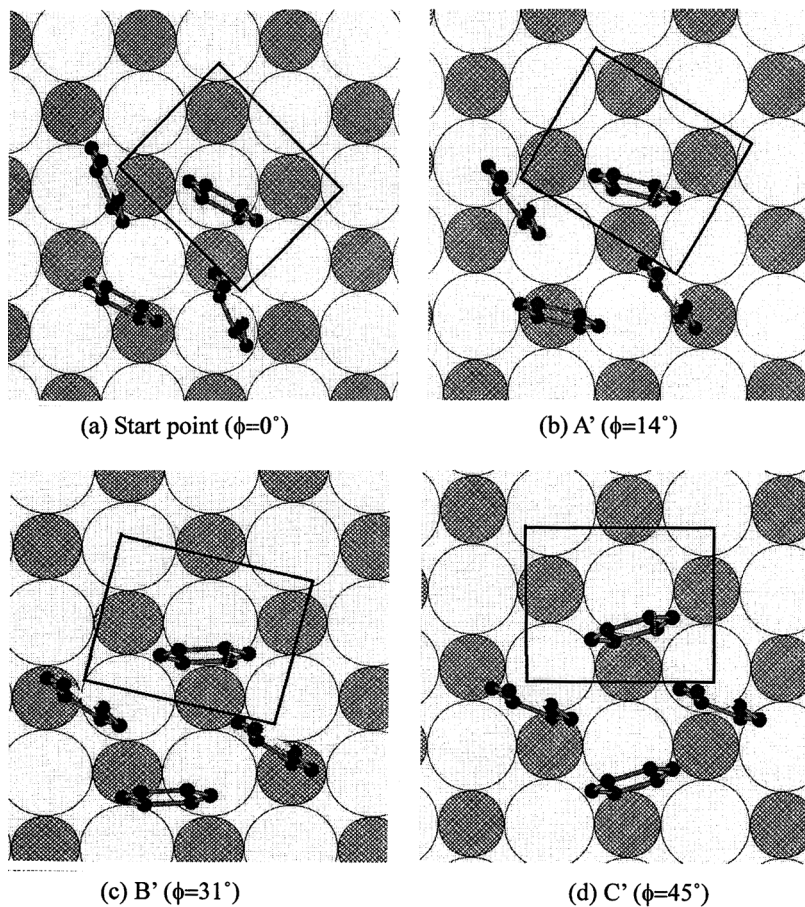 (a) Start point (ϕ=0˚)
(b) A’ (ϕ=14˚)
(c) B’ (ϕ=31˚)
(d) C’ (ϕ=45˚)